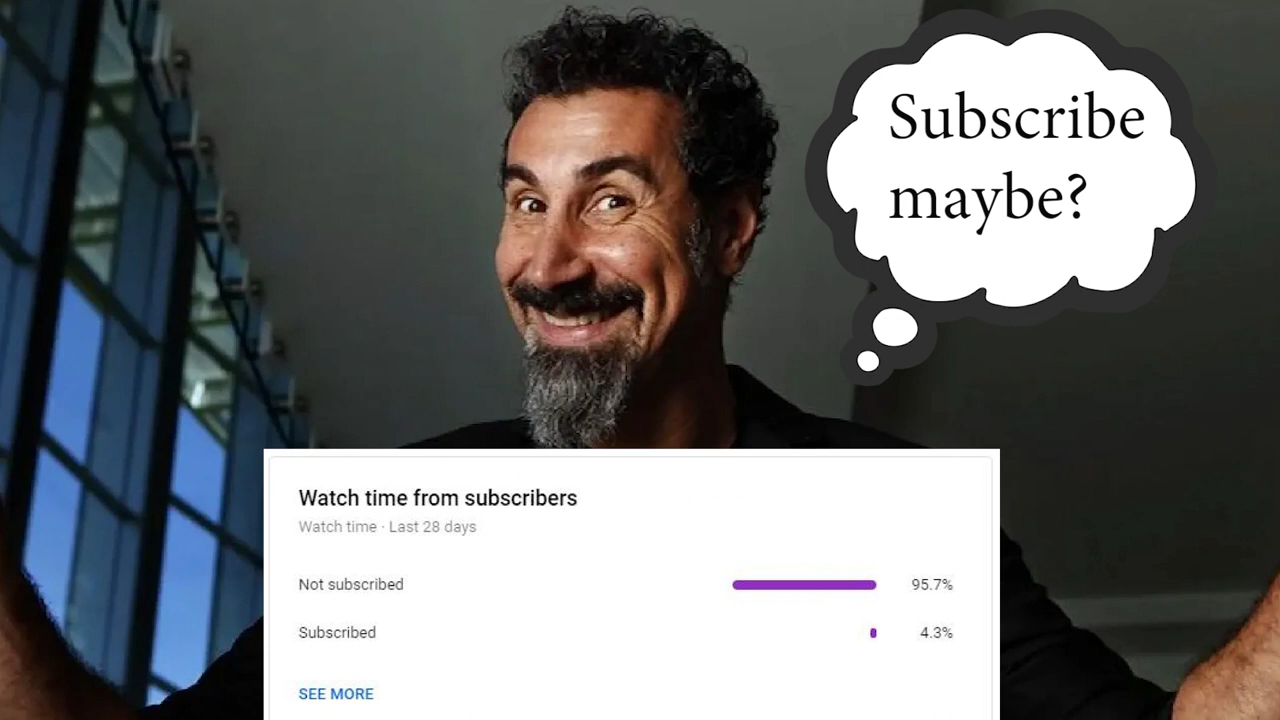 Subscribe
maybe?
Watch time from subscribers
Watch time · Last 28 days
Not subscribed 95.7%
Subscribed 4.3%
SEE MORE